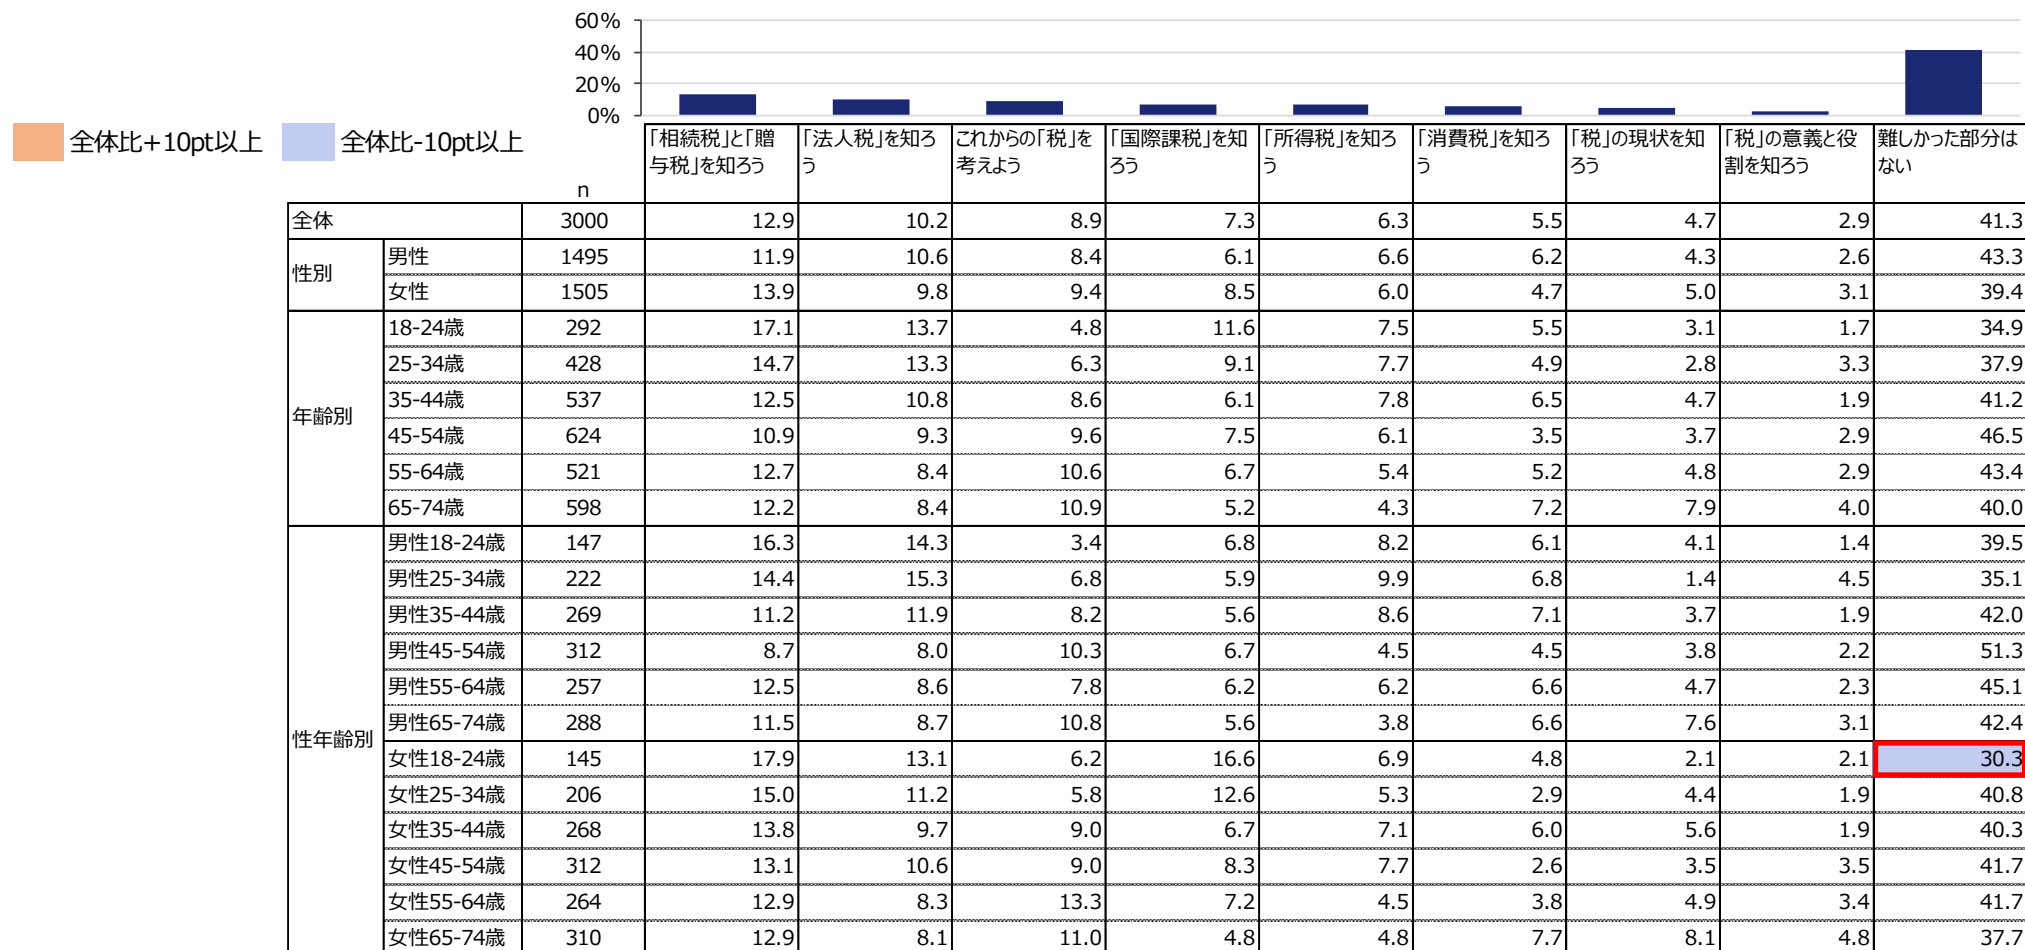 60%
40%
20%
0%
全体比+10pt以上 全体比-10pt以上
「相続税」と「贈与税」を知ろう 「法人税」を知ろう これからの「税」を考えよう 「国際課税」を知ろう 「所得税」を知ろう 「消費税」を知ろう 「税」の現状を知ろう 「税」の意義と役割を知ろう 難しかった部分はない
n
全体 3000 12.9 10.2 8.9 7.3 6.3 5.5 4.7 2.9 41.3
性別
男性 1495 11.9 10.6 8.4 6.1 6.6 6.2 4.3 2.6 43.3
女性 1505 13.9 9.8 9.4 8.5 6.0 4.7 5.0 3.1 39.4
年齢別
18-24歳 292 17.1 13.7 4.8 11.6 7.5 5.5 3.1 1.7 34.9
25-34歳 428 14.7 13.3 6.3 9.1 7.7 4.9 2.8 3.3 37.9
35-44歳 537 12.5 10.8 8.6 6.1 7.8 6.5 4.7 1.9 41.2
45-54歳 624 10.9 9.3 9.6 7.5 6.1 3.5 3.7 2.9 46.5
55-64歳 521 12.7 8.4 10.6 6.7 5.4 5.2 4.8 2.9 43.4
65-74歳 598 12.2 8.4 10.9 5.2 4.3 7.2 7.9 4.0 40.0
性年齢別
男性18-24歳 147 16.3 14.3 3.4 6.8 8.2 6.1 4.1 1.4 39.5
男性25-34歳 222 14.4 15.3 6.8 5.9 9.9 6.8 1.4 4.5 35.1
男性35-44歳 269 11.2 11.9 8.2 5.6 8.6 7.1 3.7 1.9 42.0
男性45-54歳 312 8.7 8.0 10.3 6.7 4.5 4.5 3.8 2.2 51.3
男性55-64歳 257 12.5 8.6 7.8 6.2 6.2 6.6 4.7 2.3 45.1
男性65-74歳 288 11.5 8.7 10.8 5.6 3.8 6.6 7.6 3.1 42.4
女性18-24歳 145 17.9 13.1 6.2 16.6 6.9 4.8 2.1 2.1 30.3
女性25-34歳 206 15.0 11.2 5.8 12.6 5.3 2.9 4.4 1.9 40.8
女性35-44歳 268 13.8 9.7 9.0 6.7 7.1 6.0 5.6 1.9 40.3
女性45-54歳 312 13.1 10.6 9.0 8.3 7.7 2.6 3.5 3.5 41.7
女性55-64歳 264 12.9 8.3 13.3 7.2 4.5 3.8 4.9 3.4 41.7
女性65-74歳 310 12.9 8.1 11.0 4.8 4.8 7.7 8.1 4.8 37.7